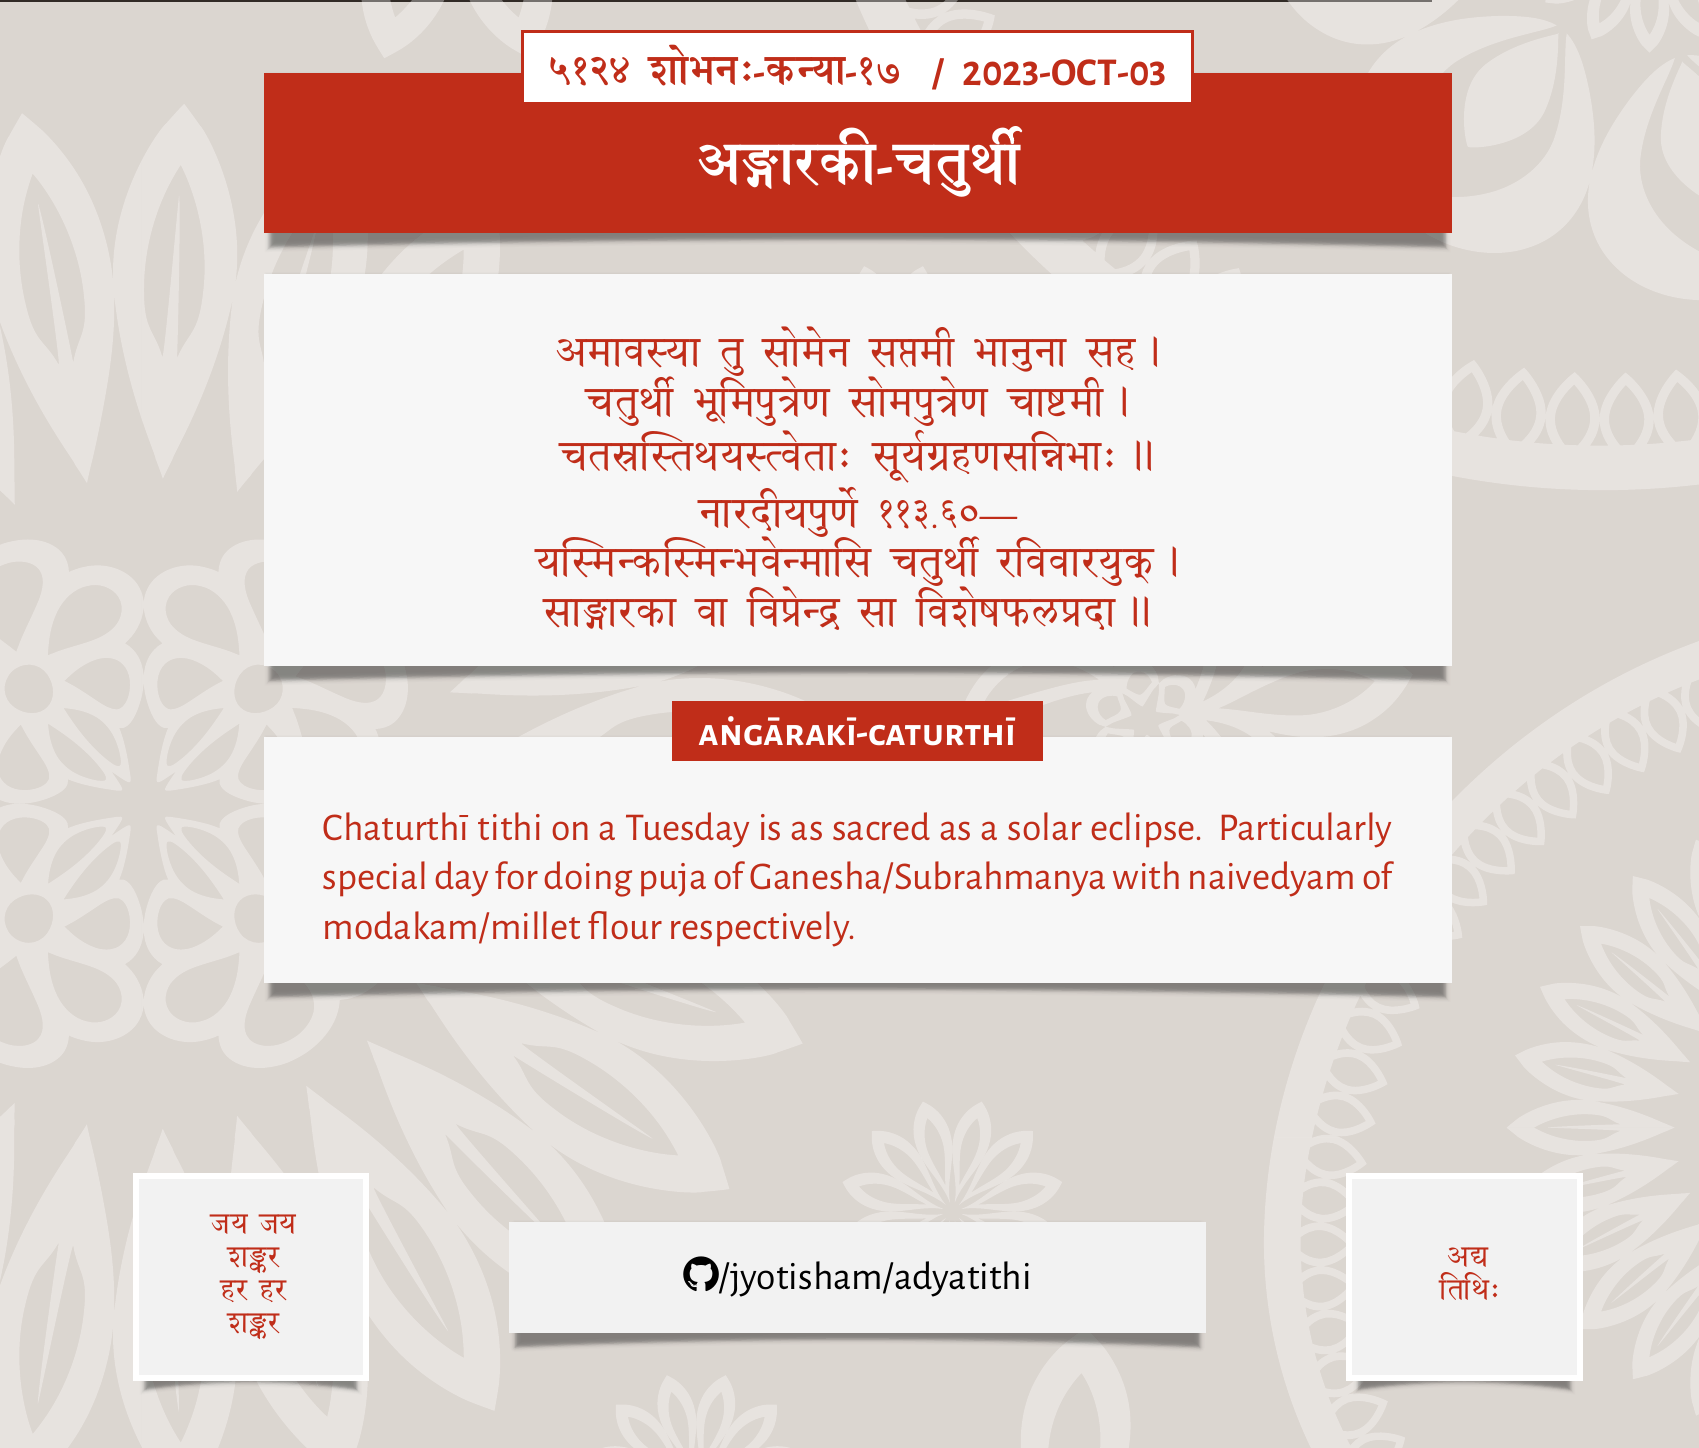 ५१२४ शोभनः-कन्या-१७ / 2023-OCT-03
अङ्गारकी-चतुर्थी
अमावस्या तु सोमेन सप्तमी भानुना सह।
चतुर्थी भूमिपुत्रेण सोमपुत्रेण चाष्टमी।
चतस्रस्तिथयस्त्वेताः सूर्यग्रहणसन्निभाः॥
नारदीयपुर्णे ११३.६०—
यस्मिन्कस्मिन्भवेन्मासि चतुर्थी रविवारयुक्।
साङ्गारका वा विप्रेन्द्र सा विशेषफलप्रदा॥
AṄGĀRAKĪ-CATURTHĪ
Chaturthī tithi on a Tuesday is as sacred as a solar eclipse. Particularly
special day for doing puja of Ganesha/Subrahmanya with naivedyam of
modakam/millet flour respectively.
जय जय
शङ्कर
हर हर
शङ्कर
/jyotisham/adyatithi
अद्य
तिथिः